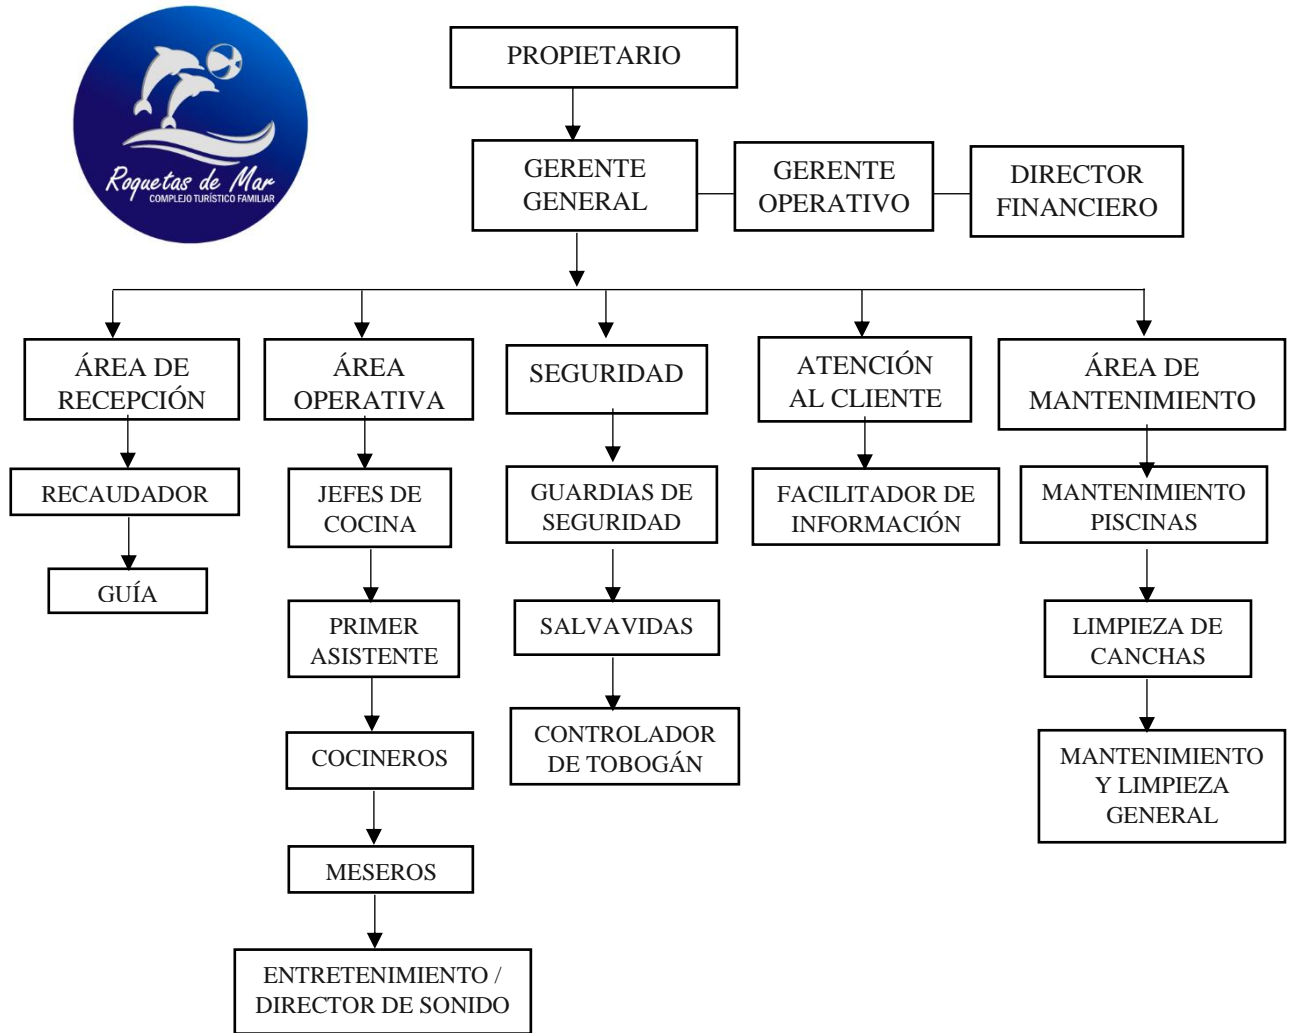 Roquetas de Mar
COMPLEJO TURÍSTICO FAMILIAR
PROPIETARIO
GERENTE
GENERAL
GERENTE
OPERATIVO
DIRECTOR
FINANCIERO
ÁREA DE
RECEPCIÓN
ÁREA
OPERATIVA
SEGURIDAD
ATENCIÓN
AL CLIENTE
ÁREA DE
MANTENIMIENTO
RECAUDADOR
JEFES DE
COCINA
GUARDIAS DE
SEGURIDAD
FACILITADOR DE
INFORMACIÓN
MANTENIMIENTO
PISCINAS
GUÍA
PRIMER
ASISTENTE
SALVAVIDAS
LIMPIEZA DE
CANCHAS
COCINEROS
CONTROLADOR
DE TOBOGÁN
MANTENIMIENTO
Y LIMPIEZA
GENERAL
MESEROS
ENTRETENIMIENTO /
DIRECTOR DE SONIDO